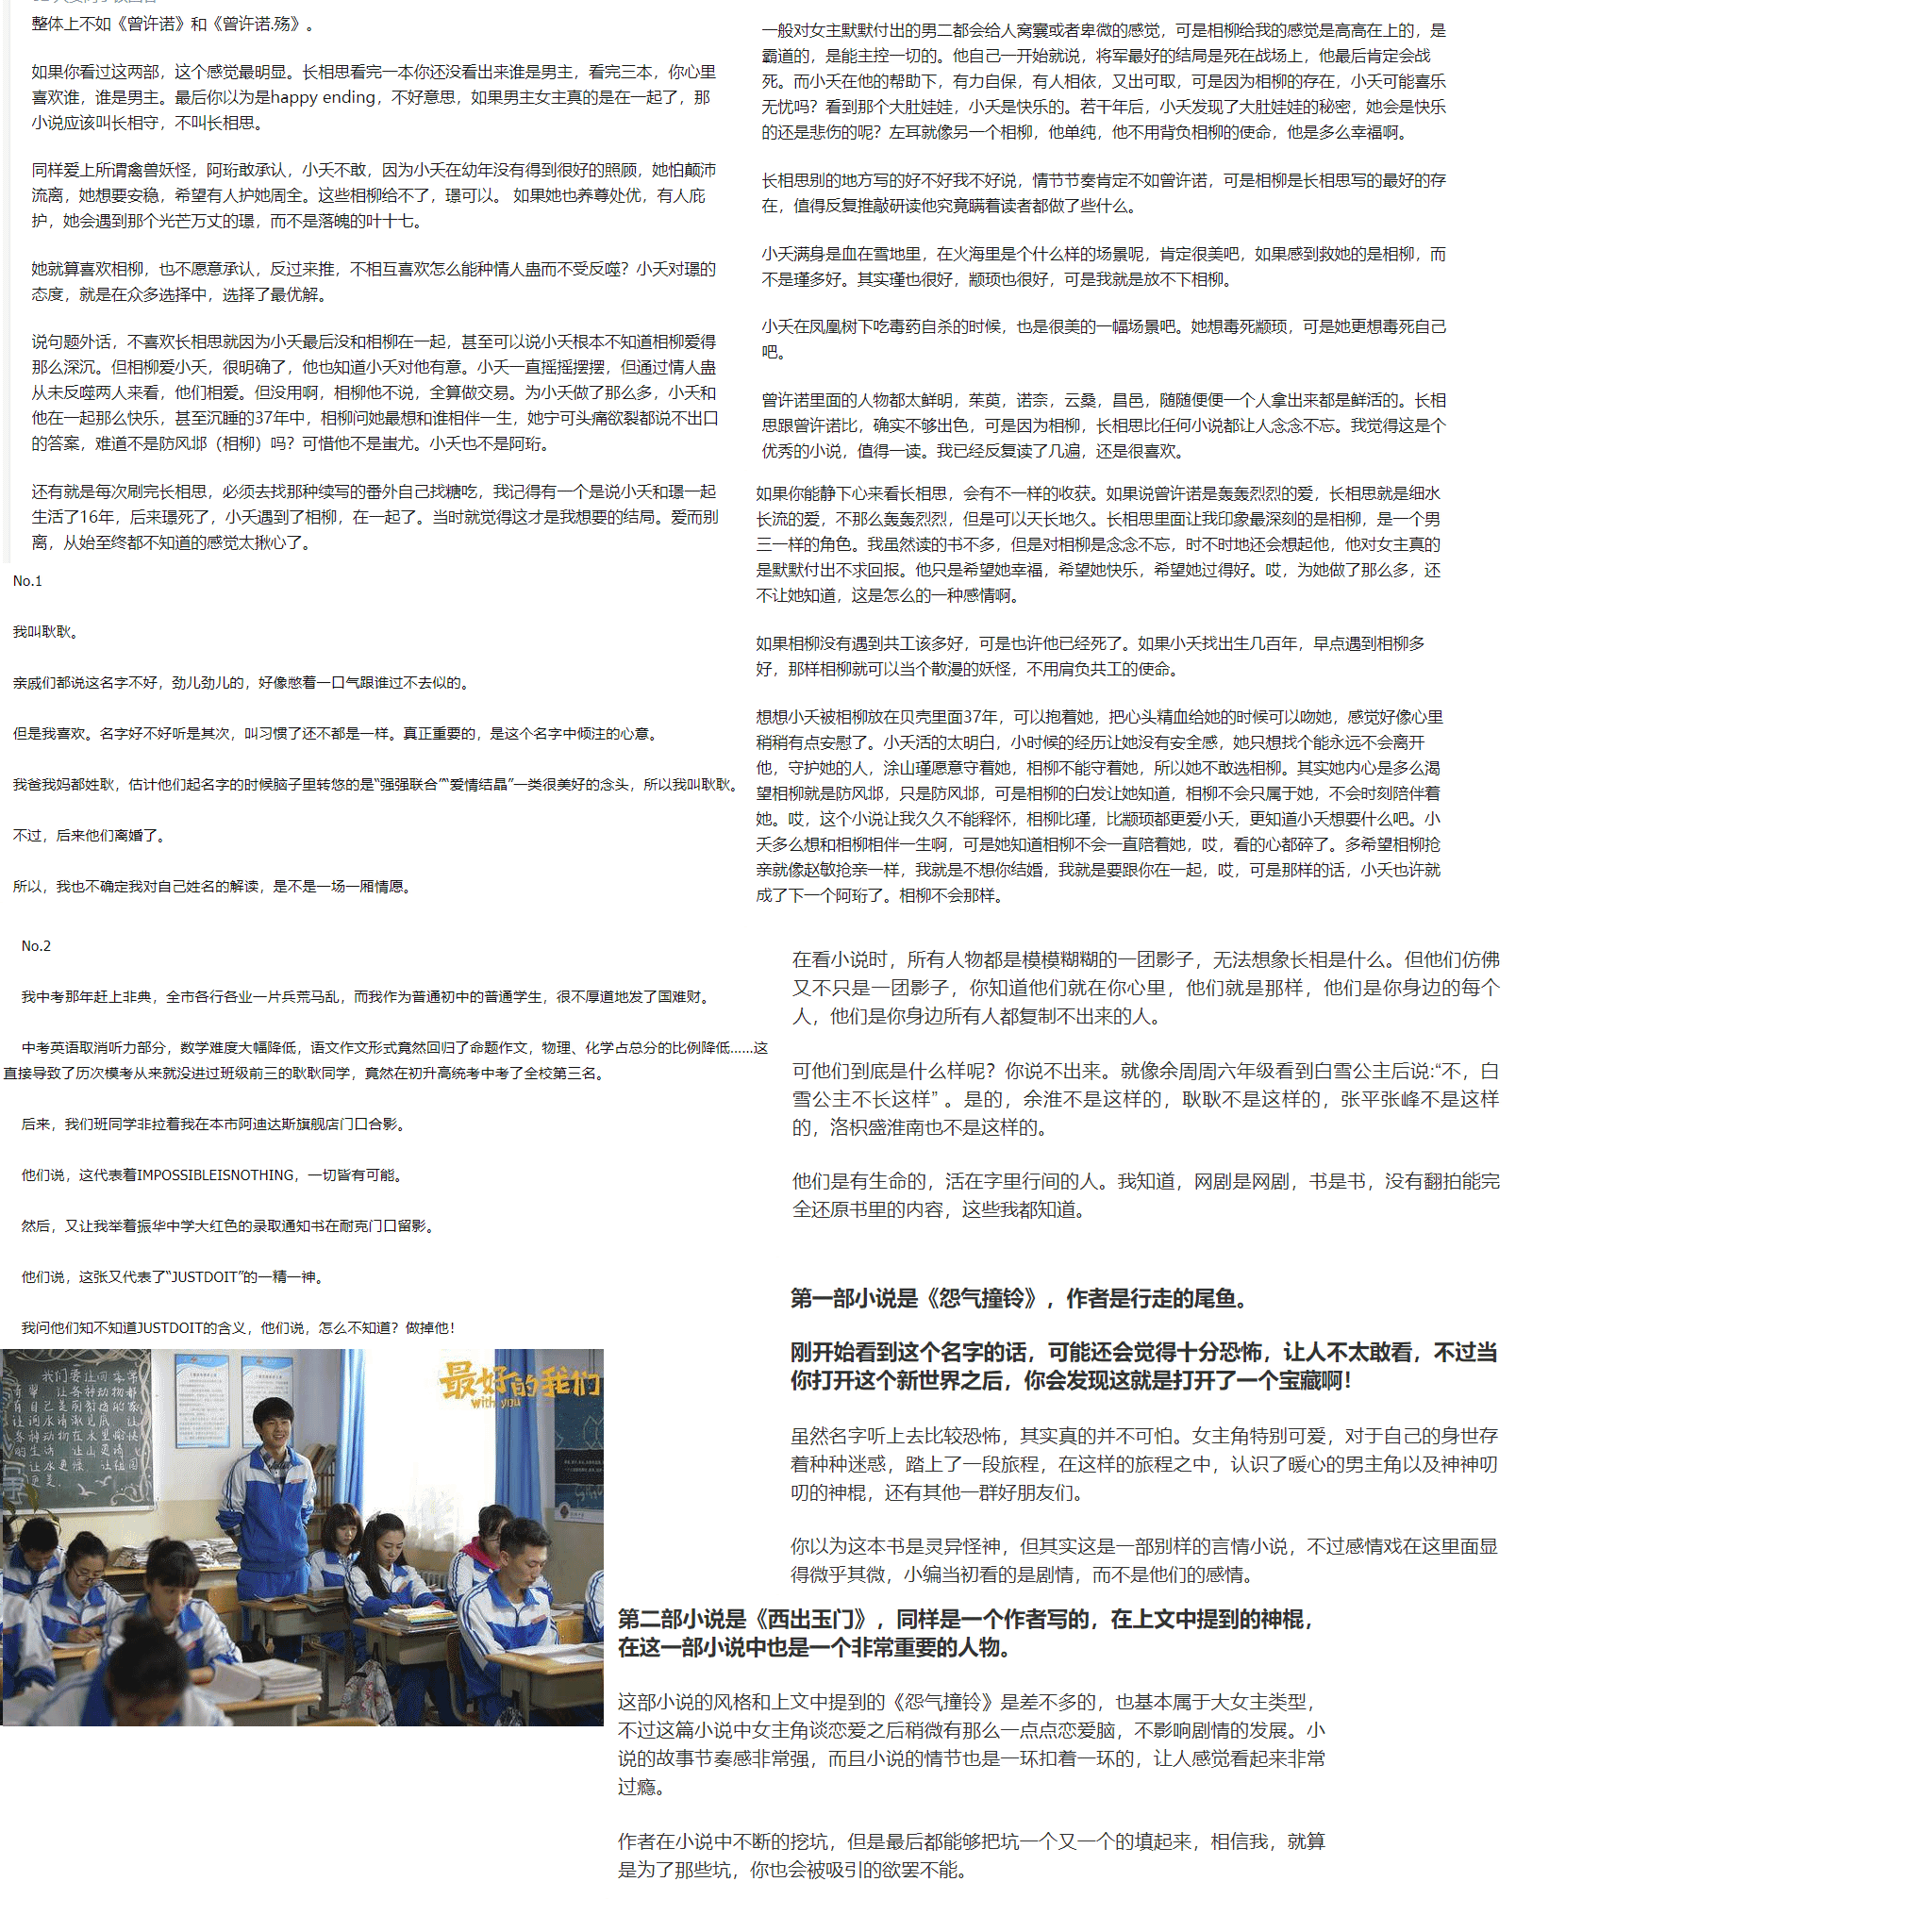 整体上不如《曾许诺》和《曾许诺.殇》。
如果你看过这两部，这个感觉最明显。长相思看完一本你还没看出来谁是男主，看完三本，你心里
喜欢谁，谁是男主。最后你以为是happy ending，不好意思，如果男主女主真的是在一起了，那
小说应该叫长相守，不叫长相思。
同样爱上所谓禽兽妖怪，阿珩敢承认，小夭不敢，因为小夭在幼年没有得到很好的照顾，她怕颠沛
流离，她想要安稳，希望有人护她周全。这些相柳给不了，璟可以。 如果她也养尊处优，有人庇
护，她会遇到那个光芒万丈的璟，而不是落魄的叶十七。
她就算喜欢相柳，也不愿意承认，反过来推，不相互喜欢怎么能种情人蛊而不受反噬？小夭对璟的
态度，就是在众多选择中，选择了最优解。
说句题外话，不喜欢长相思就因为小夭最后没和相柳在一起，甚至可以说小夭根本不知道相柳爱得
那么深沉。但相柳爱小夭，很明确了，他也知道小夭对他有意。小夭一直摇摇摆摆，但通过情人蛊
从未反噬两人来看，他们相爱。但没用啊，相柳他不说，全算做交易。为小夭做了那么多，小夭和
他在一起那么快乐，甚至沉睡的37年中，相柳问她最想和谁相伴一生，她宁可头痛欲裂都说不出口
的答案，难道不是防风邶（相柳）吗？可惜他不是蚩尤。小夭也不是阿珩。
还有就是每次刷完长相思，必须去找那种续写的番外自己找糖吃，我记得有一个是说小夭和璟一起
生活了16年，后来璟死了，小夭遇到了相柳，在一起了。当时就觉得这才是我想要的结局。爱而别
离，从始至终都不知道的感觉太揪心了。
No.1
我叫耿耿。
亲戚们都说这名字不好，劲儿劲儿的，好像憋着一口气跟谁过不去似的。
但是我喜欢。名字好不好听是其次，叫习惯了还不都是一样。真正重要的，是这个名字中倾注的心意。
我爸我妈都姓耿，估计他们起名字的时候脑子里转悠的是“强强联合”“爱情结晶”一类很美好的念头，所以我叫耿耿。
不过，后来他们离婚了。
所以，我也不确定我对自己姓名的解读，是不是一场一厢情愿。
No.2
我中考那年赶上非典，全市各行各业一片兵荒马乱，而我作为普通初中的普通学生，很不厚道地发了国难财。
中考英语取消听力部分，数学难度大幅降低，语文作文形式竟然回归了命题作文，物理、化学占总分的比例降低……这
直接导致了历次模考从来就没进过班级前三的耿耿同学，竟然在初升高统考中考了全校第三名。
后来，我们班同学非拉着我在本市阿迪达斯旗舰店门口合影。
他们说，这代表着IMPOSSIBLEISNOTHING，一切皆有可能。
然后，又让我举着振华中学大红色的录取通知书在耐克门口留影。
他们说，这张又代表了“JUSTDOIT”的一精一神。
我问他们知不知道JUSTDOIT的含义，他们说，怎么不知道？做掉他！
最好的我们
with you
一般对女主默默付出的男二都会给人窝囊或者卑微的感觉，可是相柳给我的感觉是高高在上的，是
霸道的，是能主控一切的。他自己一开始就说，将军最好的结局是死在战场上，他最后肯定会战
死。而小夭在他的帮助下，有力自保，有人相依，又出可取，可是因为相柳的存在，小夭可能喜乐
无忧吗？看到那个大肚娃娃，小夭是快乐的。若干年后，小夭发现了大肚娃娃的秘密，她会是快乐
的还是悲伤的呢？左耳就像另一个相柳，他单纯，他不用背负相柳的使命，他是多么幸福啊。
长相思别的地方写的好不好我不好说，情节节奏肯定不如曾许诺，可是相柳是长相思写的最好的存
在，值得反复推敲研读他究竟瞒着读者都做了些什么。
小夭满身是血在雪地里，在火海里是个什么样的场景呢，肯定很美吧，如果感到救她的是相柳，而
不是瑾多好。其实瑾也很好，颛顼也很好，可是我就是放不下相柳。
小夭在凤凰树下吃毒药自杀的时候，也是很美的一幅场景吧。她想毒死颛顼，可是她更想毒死自己
吧。
曾许诺里面的人物都太鲜明，茱萸，诺奈，云桑，昌邑，随随便便一个人拿出来都是鲜活的。长相
思跟曾许诺比，确实不够出色，可是因为相柳，长相思比任何小说都让人念念不忘。我觉得这是个
优秀的小说，值得一读。我已经反复读了几遍，还是很喜欢。
如果你能静下心来看长相思，会有不一样的收获。如果说曾许诺是轰轰烈烈的爱，长相思就是细水
长流的爱，不那么轰轰烈烈，但是可以天长地久。长相思里面让我印象最深刻的是相柳，是一个男
三一样的角色。我虽然读的书不多，但是对相柳是念念不忘，时不时地还会想起他，他对女主真的
是默默付出不求回报。他只是希望她幸福，希望她快乐，希望她过得好。哎，为她做了那么多，还
不让她知道，这是怎么的一种感情啊。
如果相柳没有遇到共工该多好，可是也许他已经死了。如果小夭找出生几百年，早点遇到相柳多
好，那样相柳就可以当个散漫的妖怪，不用肩负共工的使命。
想想小夭被相柳放在贝壳里面37年，可以抱着她，把心头精血给她的时候可以吻她，感觉好像心里
稍稍有点安慰了。小夭活的太明白，小时候的经历让她没有安全感，她只想找个能永远不会离开
他，守护她的人，涂山瑾愿意守着她，相柳不能守着她，所以她不敢选相柳。其实她内心是多么渴
望相柳就是防风邶，只是防风邶，可是相柳的白发让她知道，相柳不会只属于她，不会时刻陪伴着
她。哎，这个小说让我久久不能释怀，相柳比瑾，比颛顼都更爱小夭，更知道小夭想要什么吧。小
夭多么想和相柳相伴一生啊，可是她知道相柳不会一直陪着她，哎，看的心都碎了。多希望相柳抢
亲就像赵敏抢亲一样，我就是不想你结婚，我就是要跟你在一起，哎，可是那样的话，小夭也许就
成了下一个阿珩了。相柳不会那样。
在看小说时，所有人物都是模模糊糊的一团影子，无法想象长相是什么。但他们仿佛
又不只是一团影子，你知道他们就在你心里，他们就是那样，他们是你身边的每个
人，他们是你身边所有人都复制不出来的人。
可他们到底是什么样呢？你说不出来。就像余周周六年级看到白雪公主后说:“不，白
雪公主不长这样” 。是的，余淮不是这样的，耿耿不是这样的，张平张峰不是这样
的，洛枳盛淮南也不是这样的。
他们是有生命的，活在字里行间的人。我知道，网剧是网剧，书是书，没有翻拍能完
全还原书里的内容，这些我都知道。
第一部小说是《怨气撞铃》，作者是行走的尾鱼。
刚开始看到这个名字的话，可能还会觉得十分恐怖，让人不太敢看，不过当
你打开这个新世界之后，你会发现这就是打开了一个宝藏啊！
虽然名字听上去比较恐怖，其实真的并不可怕。女主角特别可爱，对于自己的身世存
着种种迷惑，踏上了一段旅程，在这样的旅程之中，认识了暖心的男主角以及神神叨
叨的神棍，还有其他一群好朋友们。
你以为这本书是灵异怪神，但其实这是一部别样的言情小说，不过感情戏在这里面显
得微乎其微，小编当初看的是剧情，而不是他们的感情。
第二部小说是《西出玉门》，同样是一个作者写的，在上文中提到的神棍，
在这一部小说中也是一个非常重要的人物。
这部小说的风格和上文中提到的《怨气撞铃》是差不多的，也基本属于大女主类型，
不过这篇小说中女主角谈恋爱之后稍微有那么一点点恋爱脑，不影响剧情的发展。小
说的故事节奏感非常强，而且小说的情节也是一环扣着一环的，让人感觉看起来非常
过瘾。
作者在小说中不断的挖坑，但是最后都能够把坑一个又一个的填起来，相信我，就算
是为了那些坑，你也会被吸引的欲罢不能。